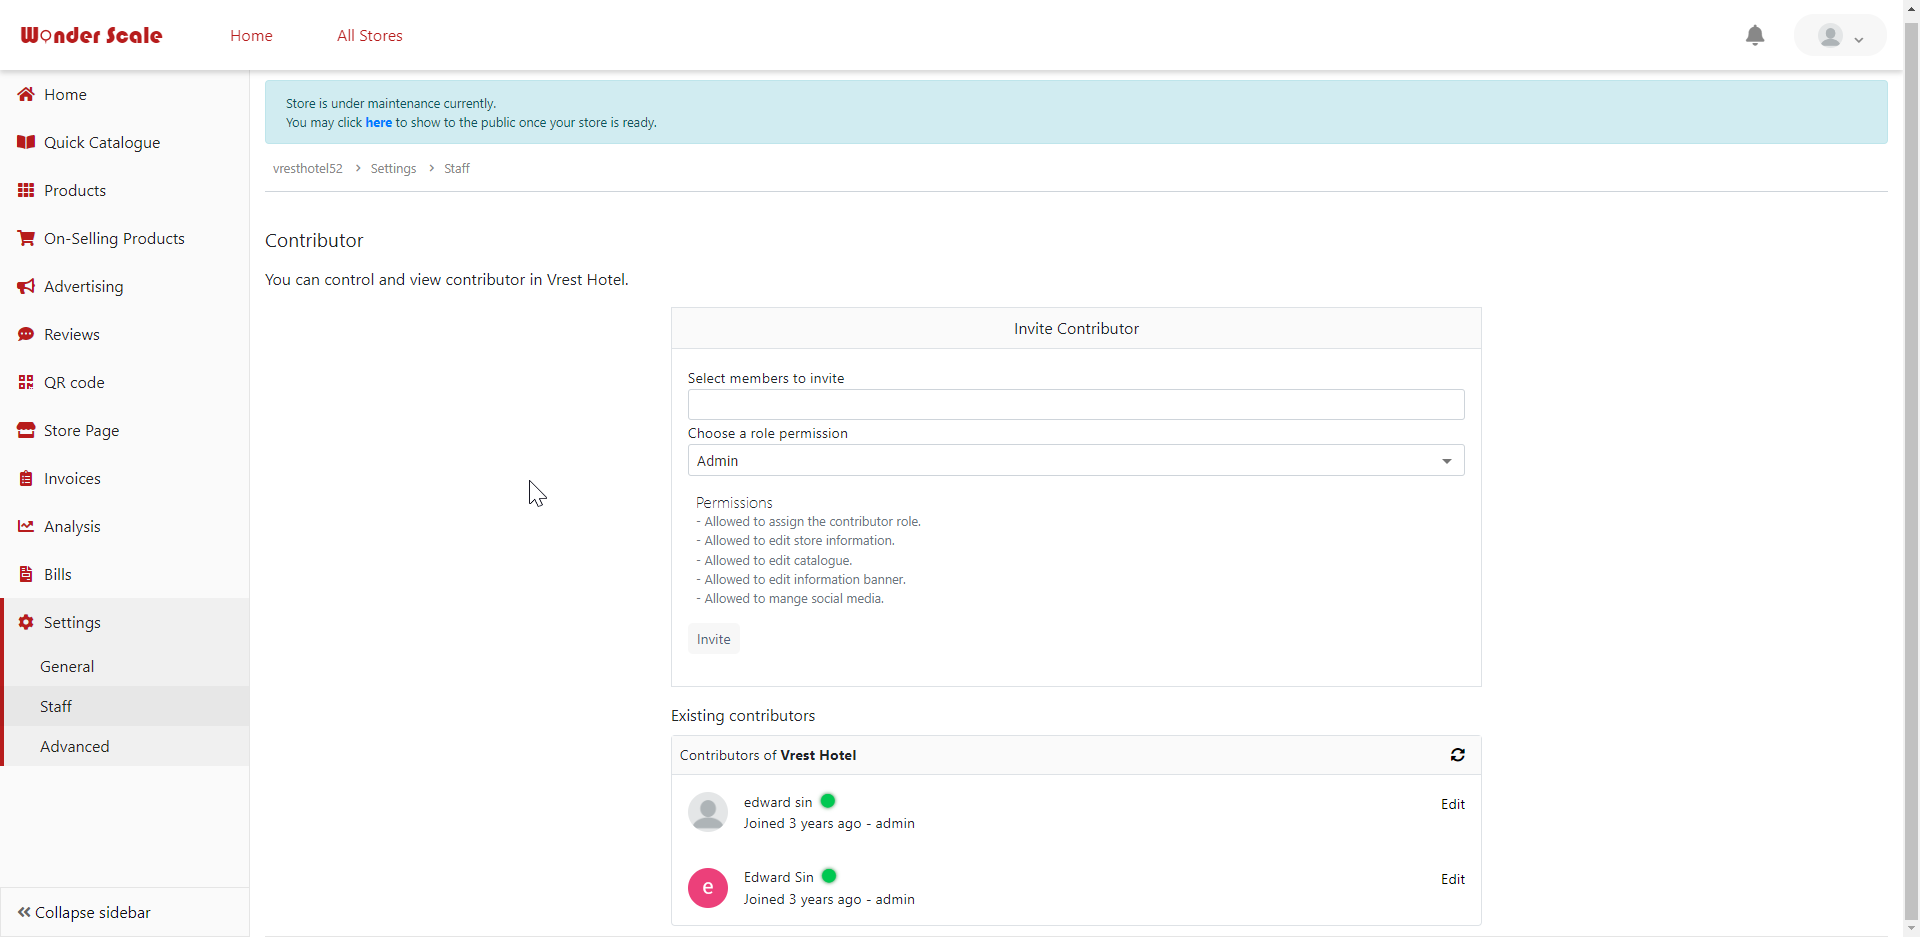 Wonder Scale
Home
All Stores
Home
Quick Catalogue
Products
On-Selling Products
Advertising
Reviews
QR code
Store Page
Invoices
Analysis
Bills
Settings
General
Staff
Advanced
Collapse sidebar
Store is under maintenance currently.
You may click here to show to the public once your store is ready.
vresthotel52 > Settings > Staff
Contributor
You can control and view contributor in Vrest Hotel.
Invite Contributor
Select members to invite
Choose a role permission
Admin
Permissions
- Allowed to assign the contributor role.
- Allowed to edit store information.
- Allowed to edit catalogue.
- Allowed to edit information banner.
- Allowed to mange social media.
Invite
Existing contributors
Contributors of Vrest Hotel
edward sin
Edit
Joined 3 years ago - admin
e
Edward Sin
Edit
Joined 3 years ago - admin